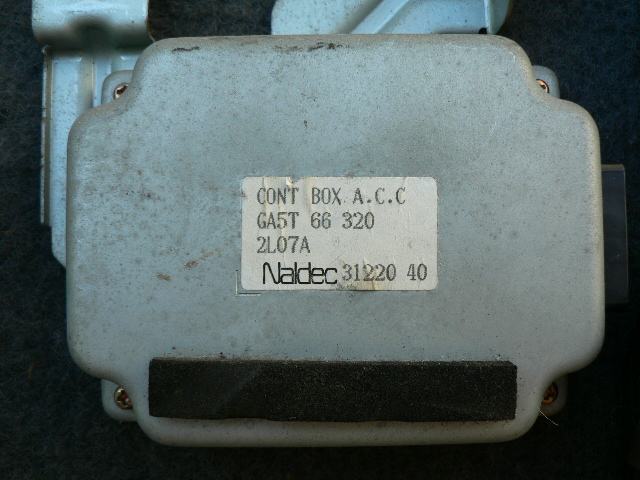 CONT BOX A.C.C
GA5T 66 320
2L07A
Naldec 31220 40